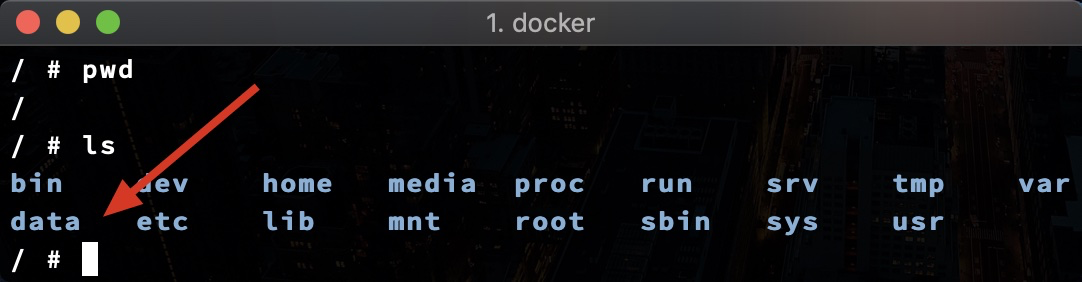 1. docker
/ # pwd
/
/ # ls
bin dev home media proc run srv tmp var
data etc lib mnt root sbin sys usr
/ #